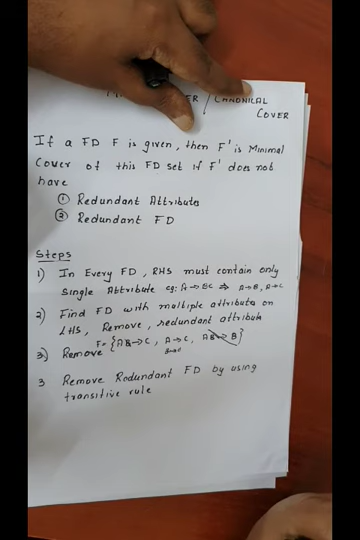 ER / CANONICAL
COVER
If a FD F is given, then F' is Minimal
Cover of this FD set if F' does not
have
① Redundant Attributes
② Redundant FD
Steps
1) In Every FD, RHS must contain only
Single Attribute eg: A→BC ⇒ A→B, A→C
2) Find FD with multiple attributes on
LHS, Remove, redundant attribute
F= {AB→C, A→C, AB→B}
B→C
3) Remove
3 Remove Redundant FD by using
transitive rule